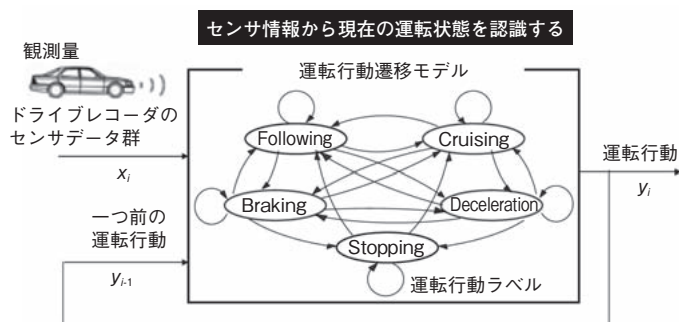 センサ情報から現在の運転状態を認識する
観測量
運転行動遷移モデル
ドライブレコーダの
センサデータ群
Following
Cruising
運転行動
xi
yi
Braking
Deceleration
一つ前の
運転行動
Stopping
yi-1
運転行動ラベル